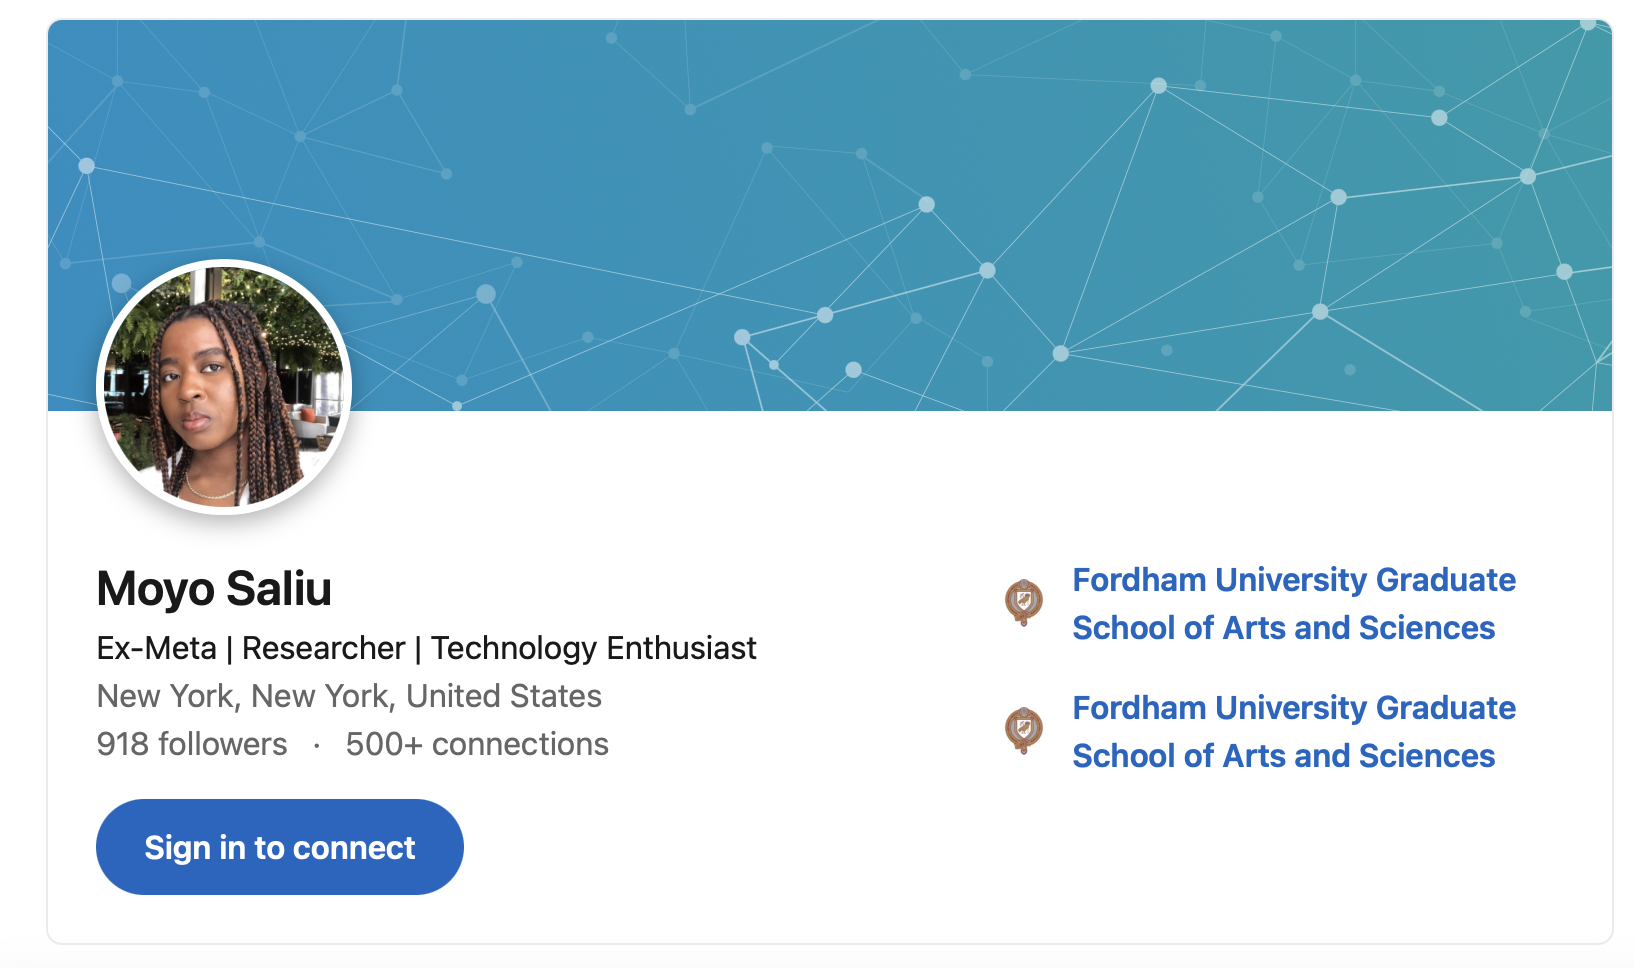 Moyo Saliu
Ex-Meta | Researcher | Technology Enthusiast
New York, New York, United States
918 followers · 500+ connections
Sign in to connect
Fordham University Graduate
School of Arts and Sciences
Fordham University Graduate
School of Arts and Sciences